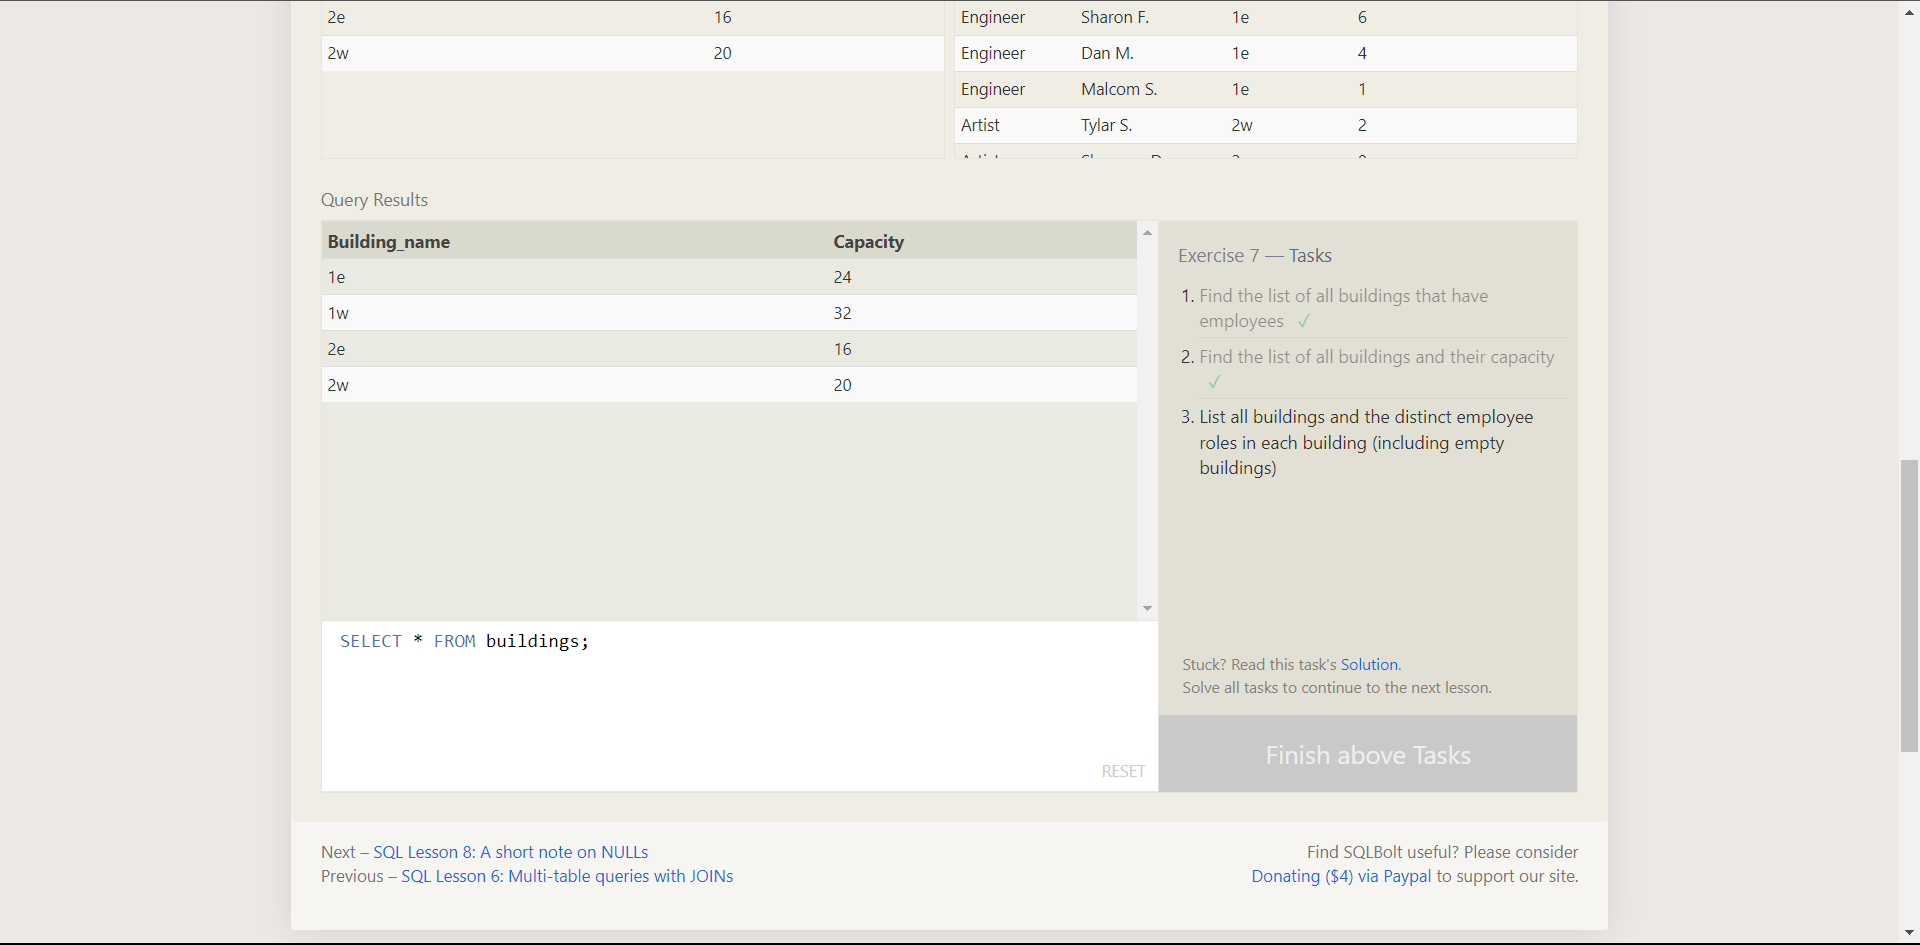 2e 16
2w 20
Engineer Sharon F. 1e 6
Engineer Dan M. 1e 4
Engineer Malcom S. 1e 1
Artist Tylar S. 2w 2
Query Results
Building_name Capacity
1e 24
1w 32
2e 16
2w 20
SELECT * FROM buildings;
RESET
Exercise 7 — Tasks
1. Find the list of all buildings that have
employees ✓
2. Find the list of all buildings and their capacity
✓
3. List all buildings and the distinct employee
roles in each building (including empty
buildings)
Stuck? Read this task's Solution.
Solve all tasks to continue to the next lesson.
Finish above Tasks
Next – SQL Lesson 8: A short note on NULLs
Previous – SQL Lesson 6: Multi-table queries with JOINs
Find SQLBolt useful? Please consider
Donating ($4) via Paypal to support our site.